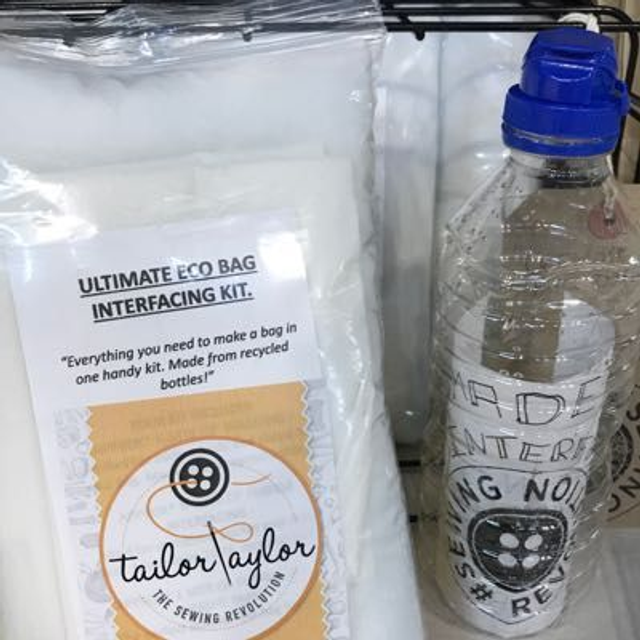 ULTIMATE ECO BAG
INTERFACING KIT.
"Everything you need to make a bag in
one handy kit. Made from recycled
bottles!"
tailor Taylor
THE SEWING REVOLUTION
MADE
SEWING
#